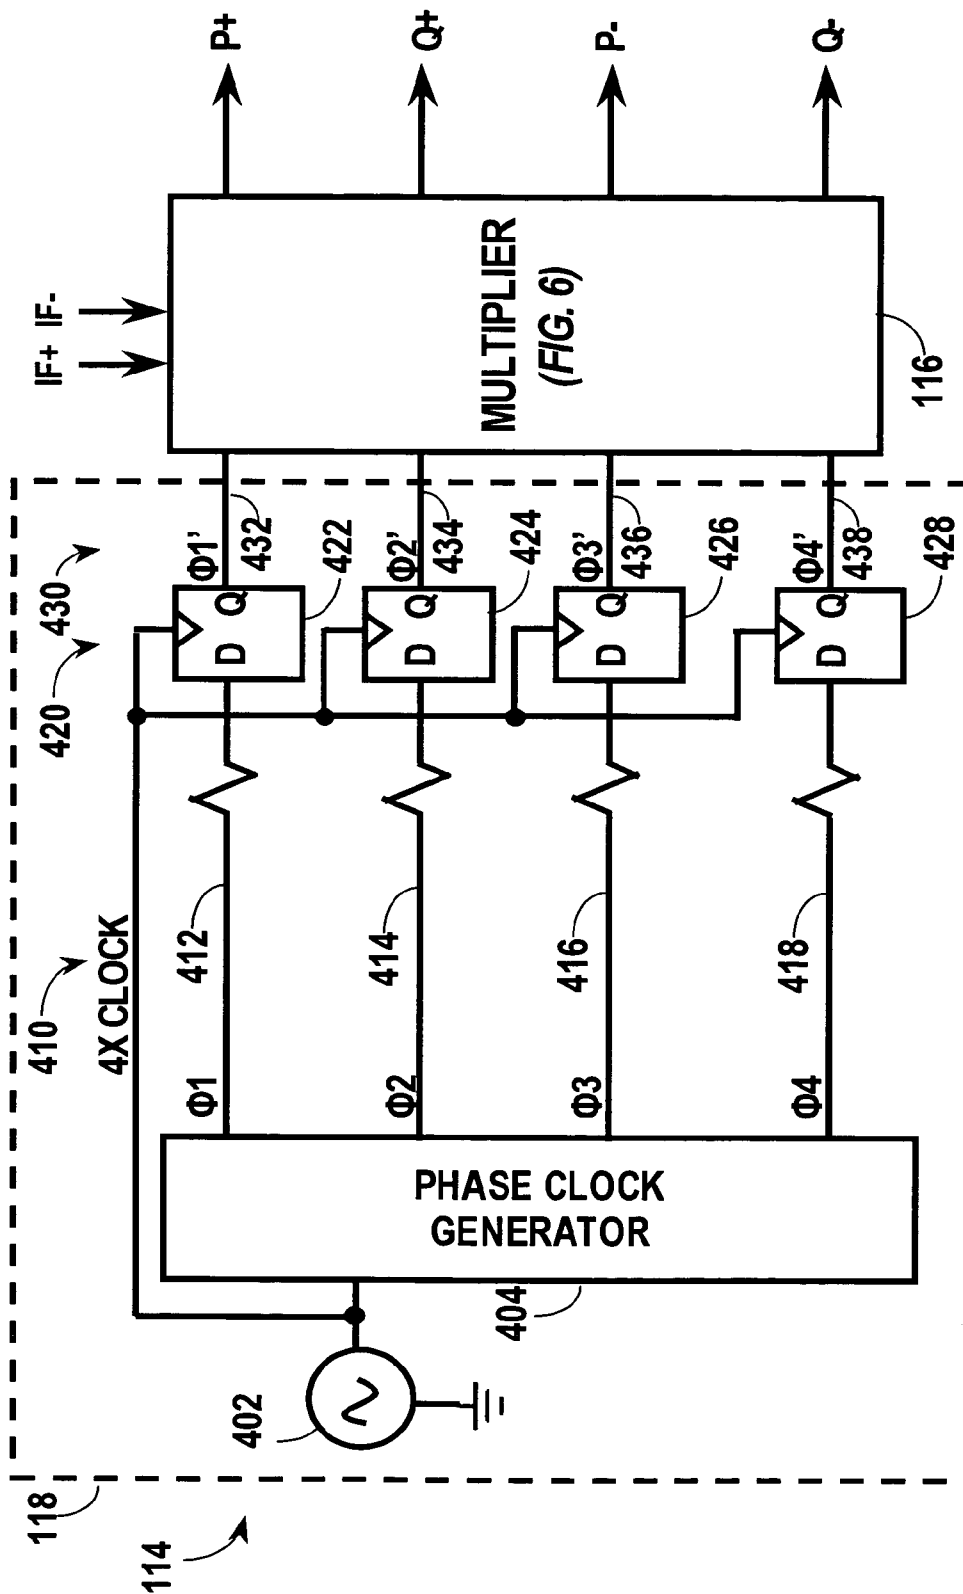 114
118
402
404
PHASE CLOCK
GENERATOR
410
4X CLOCK
Φ1
412
Φ2
414
Φ3
416
Φ4
418
420
430
D Q
Φ1'
432
422
D Q
Φ2'
434
424
D Q
Φ3'
436
426
D Q
Φ4'
438
428
IF+ IF-
MULTIPLIER
(FIG. 6)
116
P+
Q+
P-
Q-